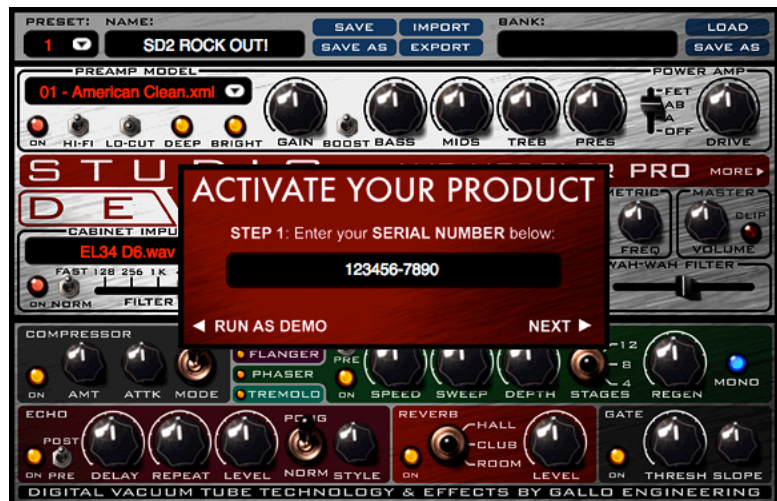 PRESET: NAME: SAVE IMPORT BANK: LOAD
1 SD2 ROCK OUT! SAVE AS EXPORT SAVE AS
PREAMP MODEL POWER AMP
01 - American Clean.xml FET
AB
A
OFF
ON HI-FI LO-CUT DEEP BRIGHT GAIN BOOST BASS MIDS TREB PRES DRIVE
STUDIO PRO MORE
DE METRIC MASTER
CLIP
CABINET IMPU FREQ VOLUME
EL34 D6.wav WAH-WAH FILTER
FAST 128 256 1K
ON NORM FILTER
ACTIVATE YOUR PRODUCT
STEP 1: Enter your SERIAL NUMBER below:
123456-7890
RUN AS DEMO NEXT
COMPRESSOR FLANGER PRE 12
PHASER 8
ON AMT ATTK MODE TREMOLO ON SPEED SWEEP DEPTH STAGES 4 REGEN MONO
ECHO PONG REVERB HALL GATE
POST CLUB
ROOM
ON PRE DELAY REPEAT LEVEL NORM STYLE ON LEVEL ON THRESH SLOPE
DIGITAL VACUUM TUBE TECHNOLOGY & EFFECTS BY GALLO ENGINEERING